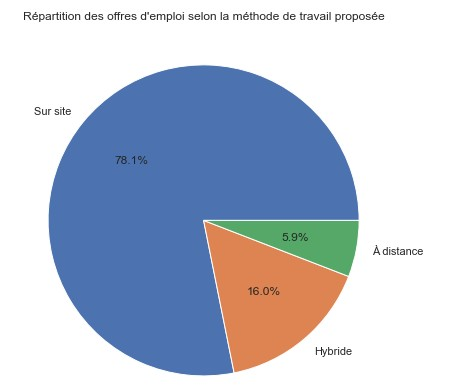 Répartition des offres d'emploi selon la méthode de travail proposée
Sur site
78.1%
5.9%
À distance
16.0%
Hybride